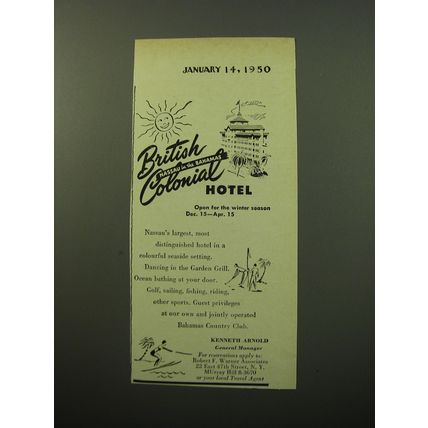 JANUARY 14, 1950
British
NASSAU in the BAHAMAS
Colonial
HOTEL
Open for the winter season
Dec. 15—Apr. 15
Nassau's largest, most
distinguished hotel in a
colourful seaside setting.
Dancing in the Garden Grill.
Ocean bathing at your door.
Golf, sailing, fishing, riding,
other sports. Guest privileges
at our own and jointly operated
Bahamas Country Club.
KENNETH ARNOLD
General Manager
For reservations apply to:
Robert F. Warner Associates
22 East 47th Street, N. Y.
MUrray Hill 8-3670
or your local Travel Agent